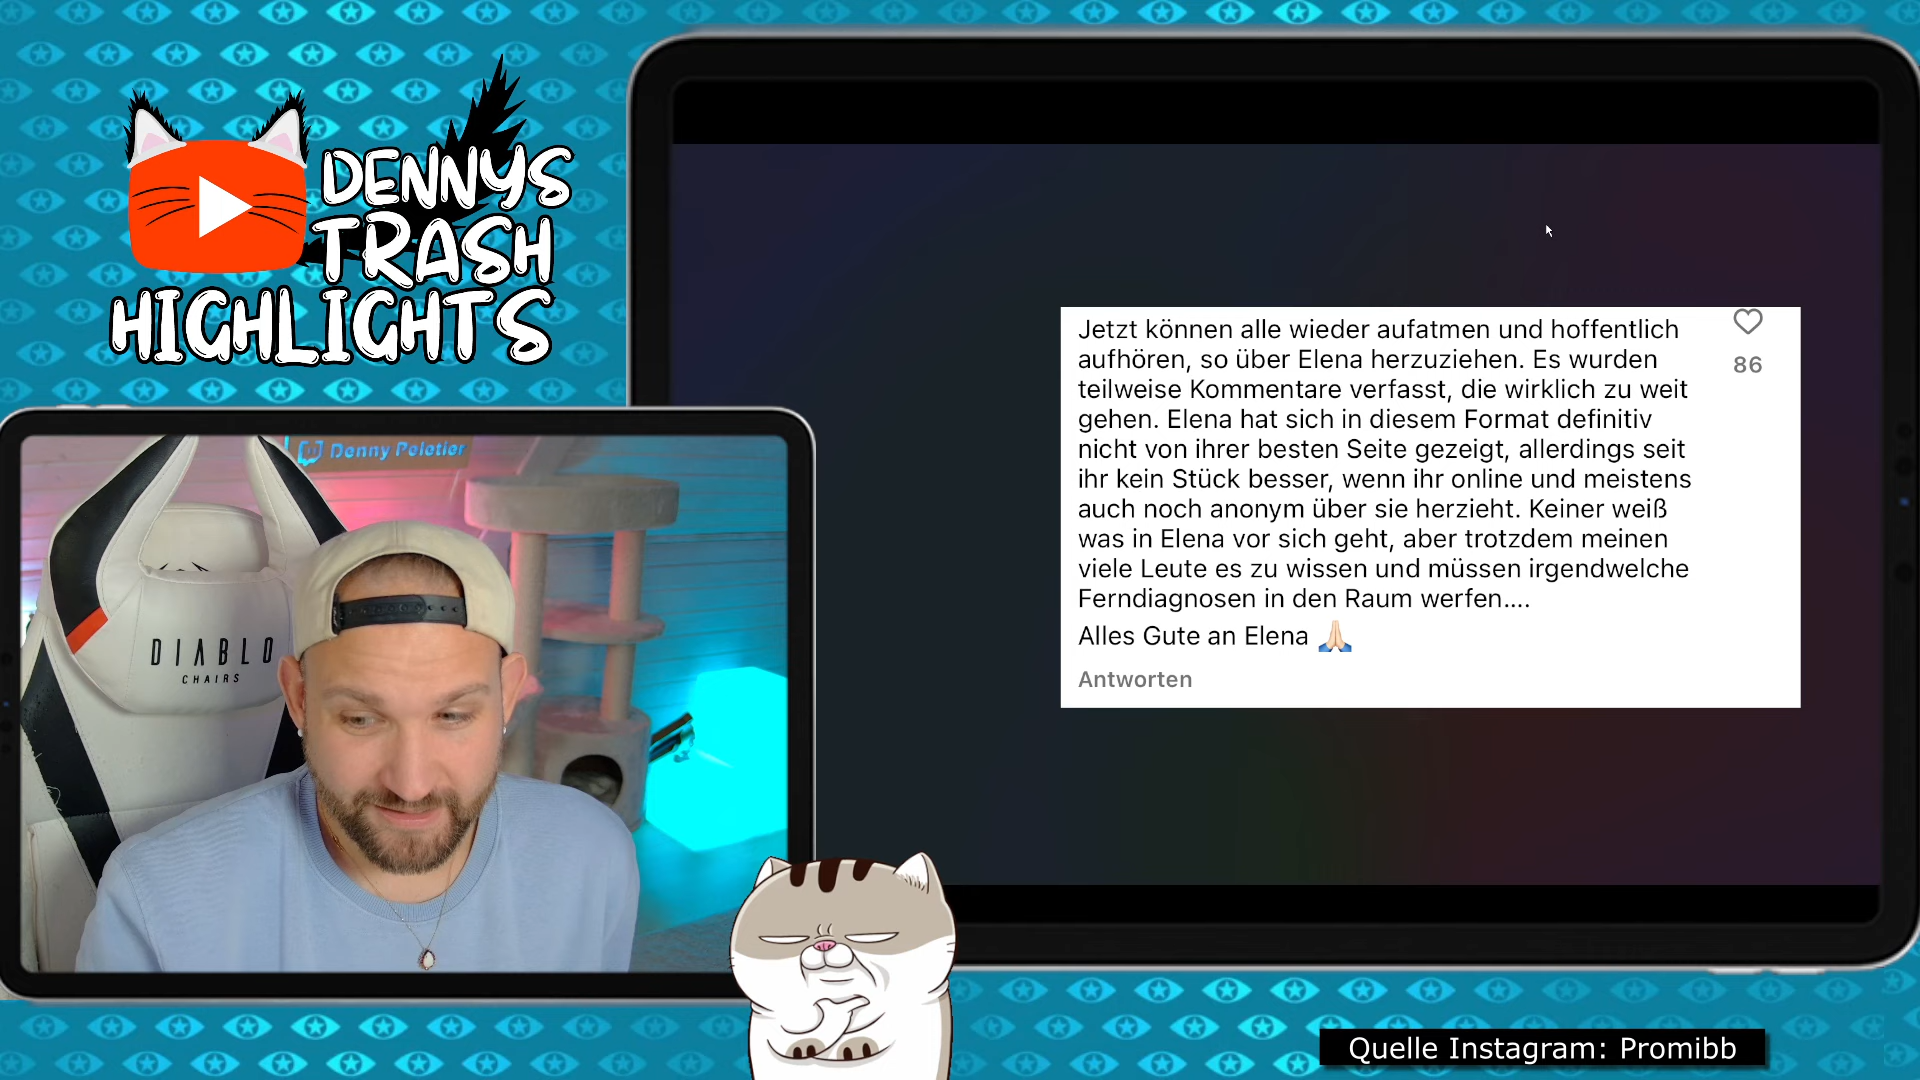 DENNYS
TRASH
HIGHLIGHTS
Denny Peletier
DIABLO
CHAIRS
Jetzt können alle wieder aufatmen und hoffentlich
aufhören, so über Elena herzuziehen. Es wurden
teilweise Kommentare verfasst, die wirklich zu weit
gehen. Elena hat sich in diesem Format definitiv
nicht von ihrer besten Seite gezeigt, allerdings seit
ihr kein Stück besser, wenn ihr online und meistens
auch noch anonym über sie herzieht. Keiner weiß
was in Elena vor sich geht, aber trotzdem meinen
viele Leute es zu wissen und müssen irgendwelche
Ferndiagnosen in den Raum werfen....
Alles Gute an Elena 🙏🏻
Antworten
86
Quelle Instagram: Promibb